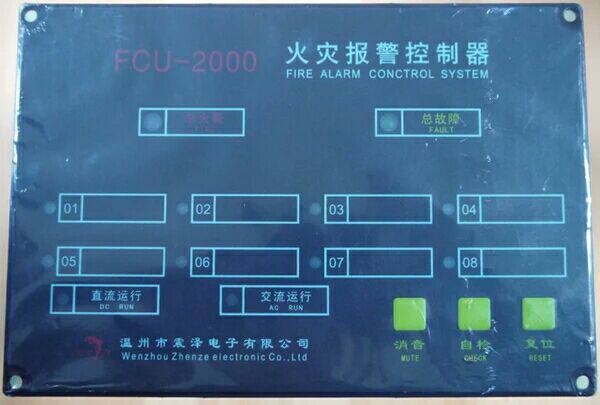 FCU-2000 火灾报警控制器
FIRE ALARM CONCTROL SYSTEM
总火警 总故障
FAULT
01 02 03 04
05 06 07 08
直流运行 交流运行
DC RUN AC RUN
消音 自检 复位
MUTE CHECK RESET
温州市震泽电子有限公司
Wenzhou Zhenze electronic Co.,Ltd